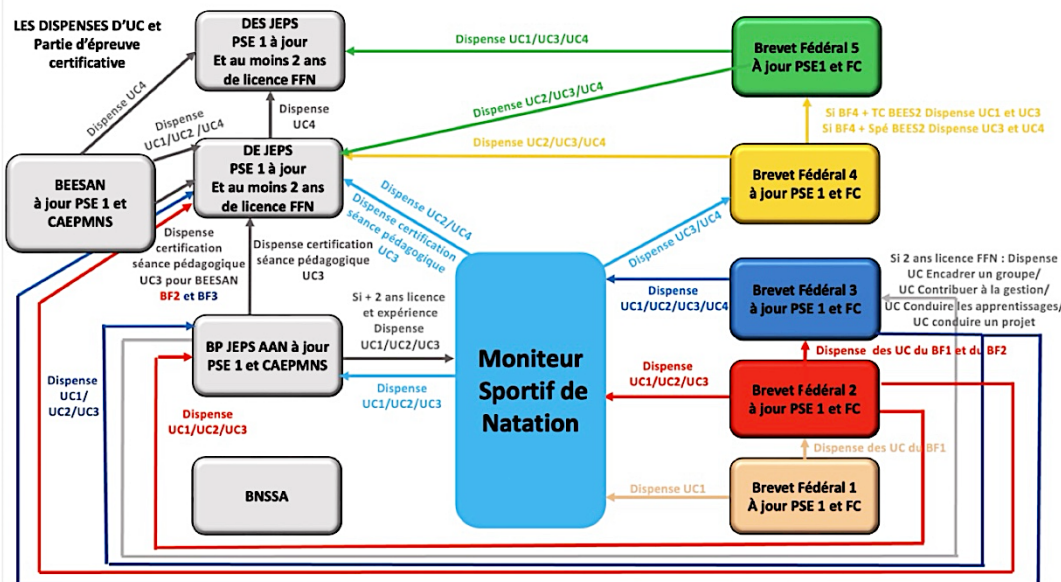 LES DISPENSES D'UC et
Partie d'épreuve
certificative
DES JEPS
PSE 1 à jour
Et au moins 2 ans
de licence FFN
Dispense UC1/UC3/UC4
Brevet Fédéral 5
À jour PSE1 et FC
Dispense UC4
Dispense
UC1/UC2 /UC4
Dispense
UC4
Dispense UC2/UC3/UC4
Si BF4 + TC BEES2 Dispense UC1 et UC3
Si BF4 + Spé BEES2 Dispense UC3 et UC4
BEESAN
à jour PSE 1 et
CAEPMNS
DE JEPS
PSE 1 à jour
Et au moins 2 ans
de licence FFN
Dispense UC2/UC3/UC4
Brevet Fédéral 4
à jour PSE 1 et FC
Dispense
certification
séance pédagogique
UC3 pour BEESAN
BF2 et BF3
Dispense certification
séance pédagogique
UC3
Dispense UC2/UC4
Dispense certification
séance pédagogique
UC3
Dispense UC3/UC4
Si 2 ans licence FFN : Dispense
UC Encadrer un groupe/
UC Contribuer à la gestion/
UC Conduire les apprentissages/
UC conduire un projet
Brevet Fédéral 3
à jour PSE 1 et FC
Dispense
UC1/UC2/UC3/UC4
Si + 2 ans licence
et expérience
Dispense
UC1/UC2/UC3
BP JEPS AAN à jour
PSE 1 et CAEPMNS
Dispense
UC1/UC2/UC3
Moniteur
Sportif de
Natation
Dispense des UC du BF1 et du BF2
Dispense
UC1/UC2/UC3
Brevet Fédéral 2
à jour PSE 1 et FC
Dispense
UC1/
UC2/UC3
Dispense
UC1/UC2/UC3
Dispense des UC du BF1
BNSSA
Dispense UC1
Brevet Fédéral 1
À jour PSE 1 et FC